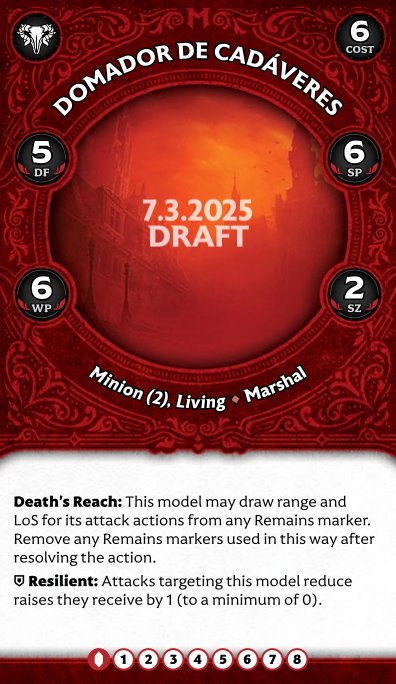 6
COST
DOMADOR DE CADÁVERES
5
DF
6
SP
7.3.2025
DRAFT
6
WP
2
SZ
Minion (2), Living • Marshal
Death's Reach: This model may draw range and
LoS for its attack actions from any Remains marker.
Remove any Remains markers used in this way after
resolving the action.
Resilient: Attacks targeting this model reduce
raises they receive by 1 (to a minimum of 0).
1 2 3 4 5 6 7 8